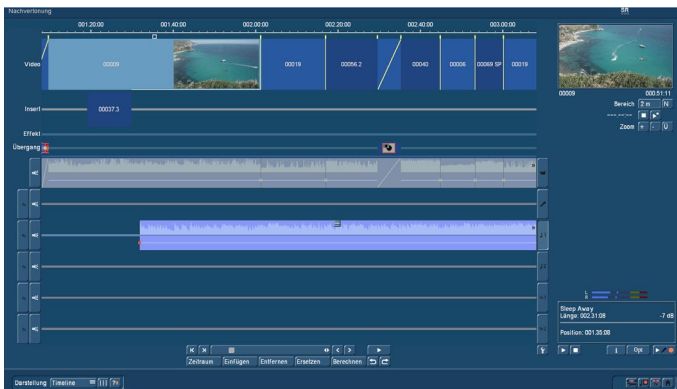 Nachvertonung
SR
001:20:00 001:40:00 002:00:00 002:20:00 002:40:00 003:00:00
Video 00009 00019 00056.2 00040 00006 00069 SP 00019
00009 000:51:11
Bereich 2 m N
Insert 00037.3
---.--:--
Zoom + - Ü
Effekt
Übergang
L
R
Sleep Away
Länge: 002:31:08 -7 dB
Position: 001:35:08
i Opt
Zeitraum Einfügen Entfernen Ersetzen Berechnen
Darstellung Timeline